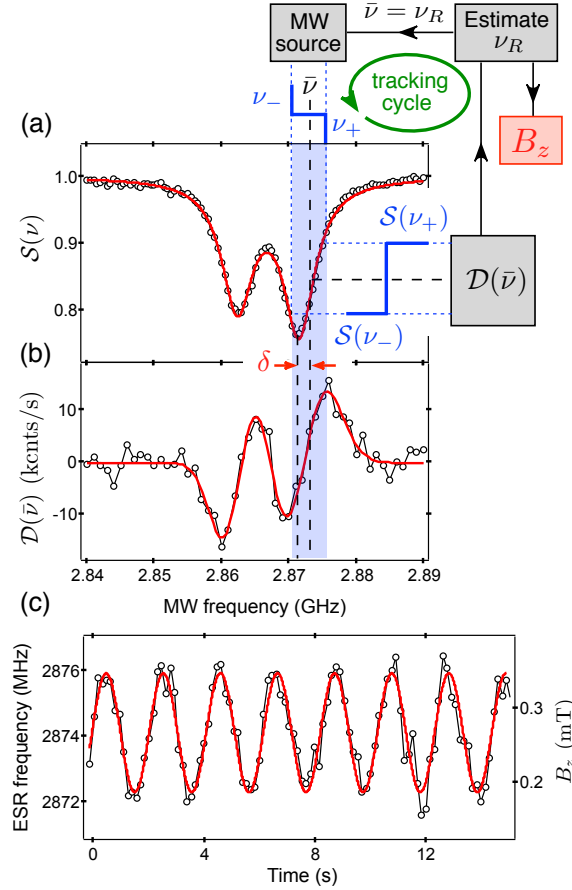 MW
source
ν̄ = ν_R
Estimate
ν_R
tracking
cycle
B_z
ν_-
ν̄
ν_+
(a)
1.0
0.9
0.8
S(ν)
S(ν_+)
S(ν_-)
D(ν̄)
(b)
δ
10
0
-10
D(ν̄) (kcnts/s)
2.84
2.85
2.86
2.87
2.88
2.89
MW frequency (GHz)
(c)
2876
2874
2872
ESR frequency (MHz)
0.3
0.2
B_z (mT)
0
4
8
12
Time (s)